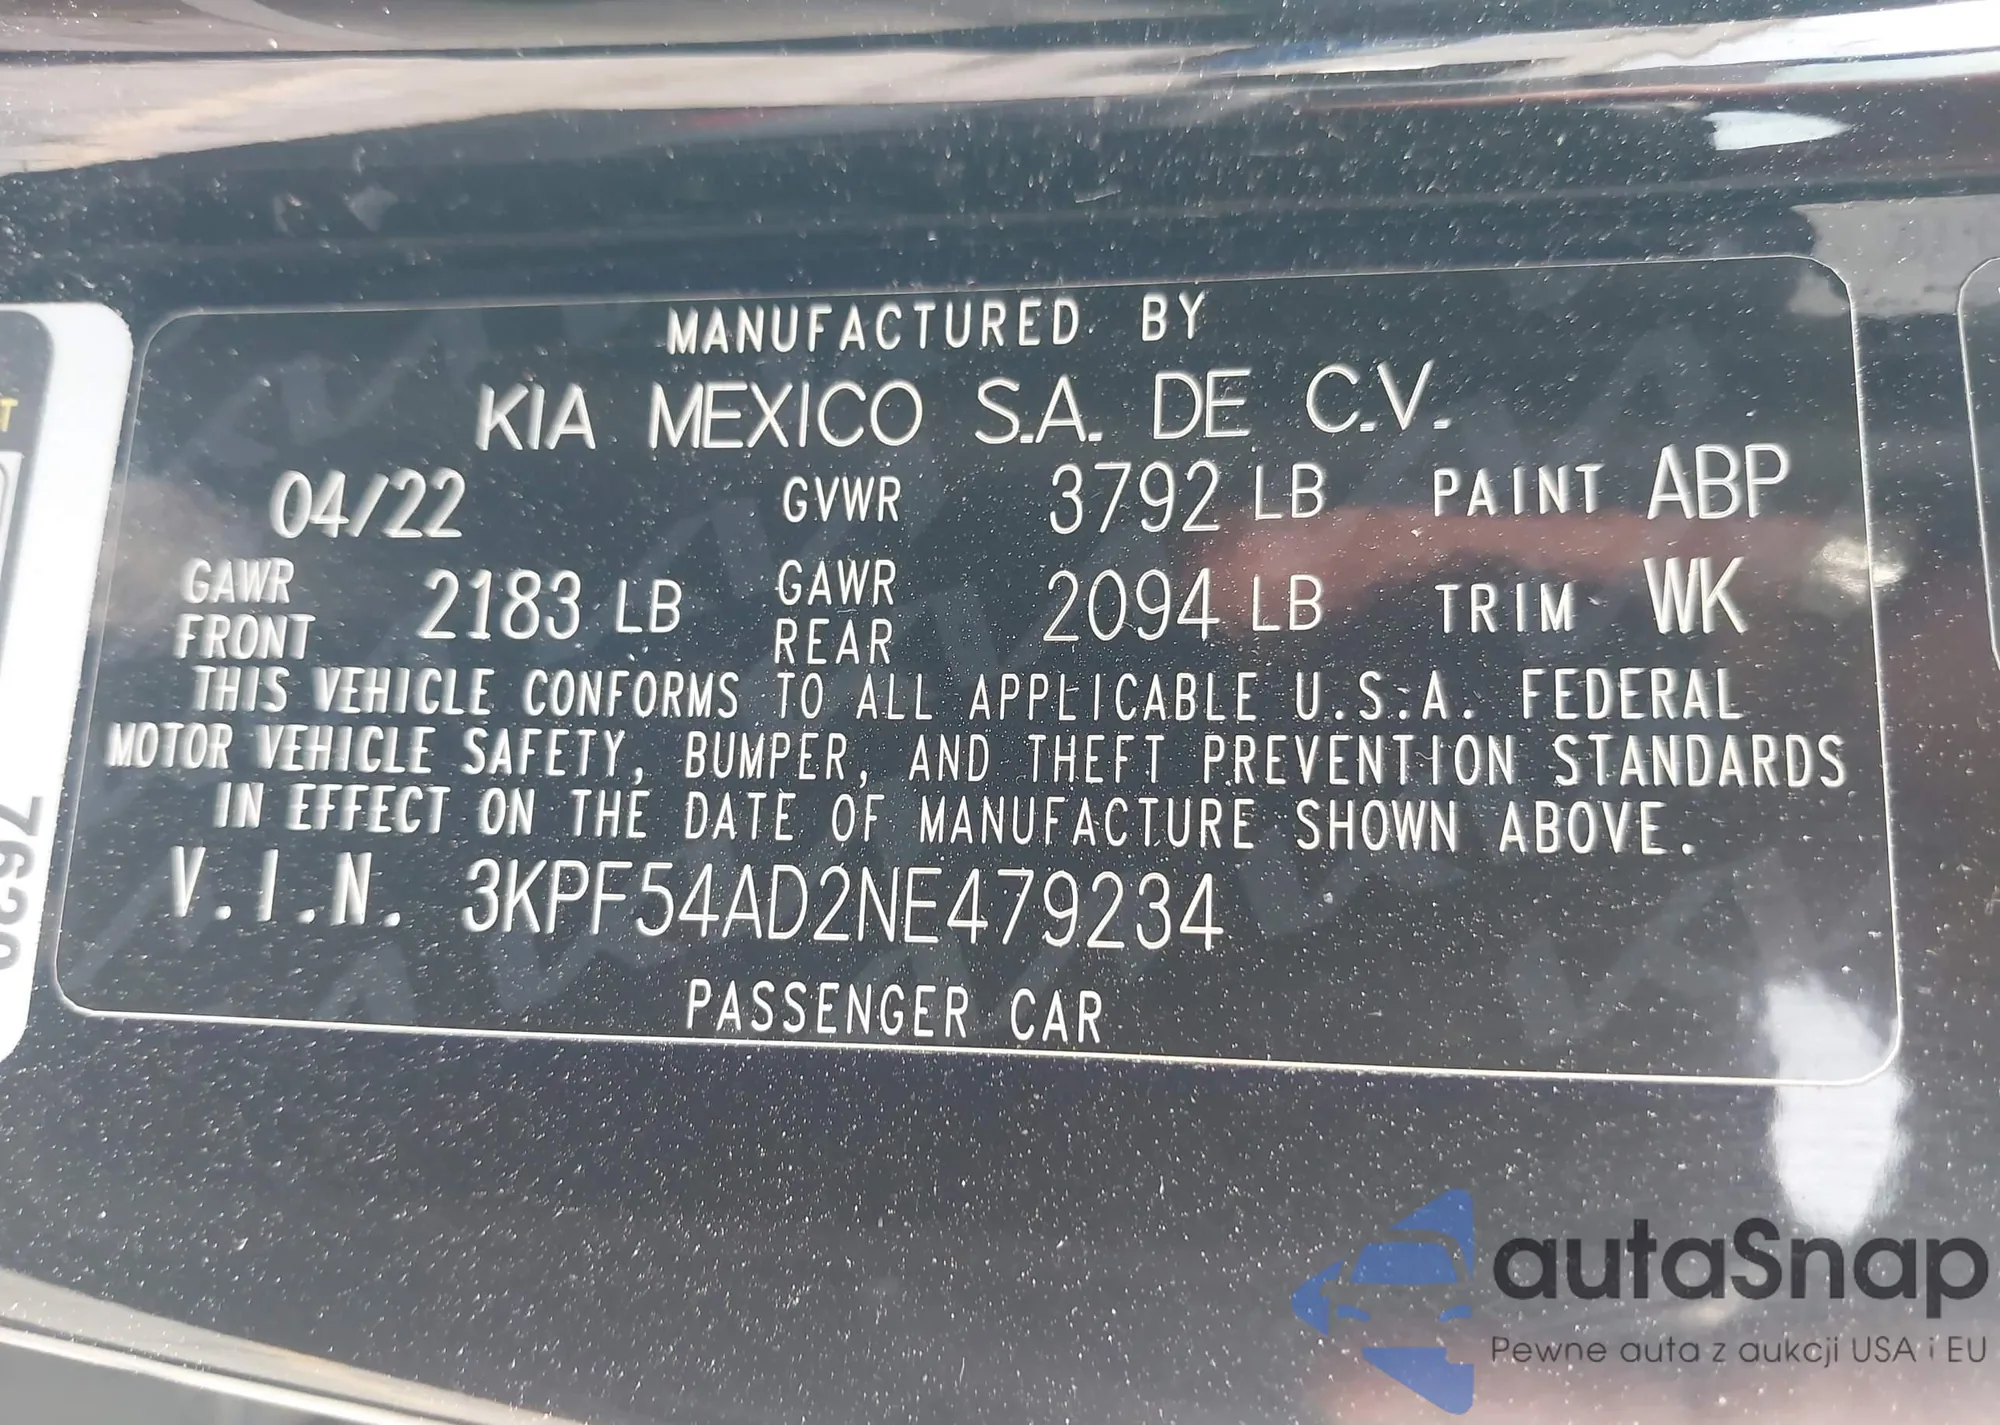 MANUFACTURED BY
KIA MEXICO S.A. DE C.V.
04/22 GVWR 3792 LB PAINT ABP
GAWR FRONT 2183 LB GAWR REAR 2094 LB TRIM WK
THIS VEHICLE CONFORMS TO ALL APPLICABLE U.S.A. FEDERAL
MOTOR VEHICLE SAFETY, BUMPER, AND THEFT PREVENTION STANDARDS
IN EFFECT ON THE DATE OF MANUFACTURE SHOWN ABOVE.
V.I.N. 3KPF54AD2NE479234
PASSENGER CAR
autaSnap
Pewne auta z aukcji USA i EU